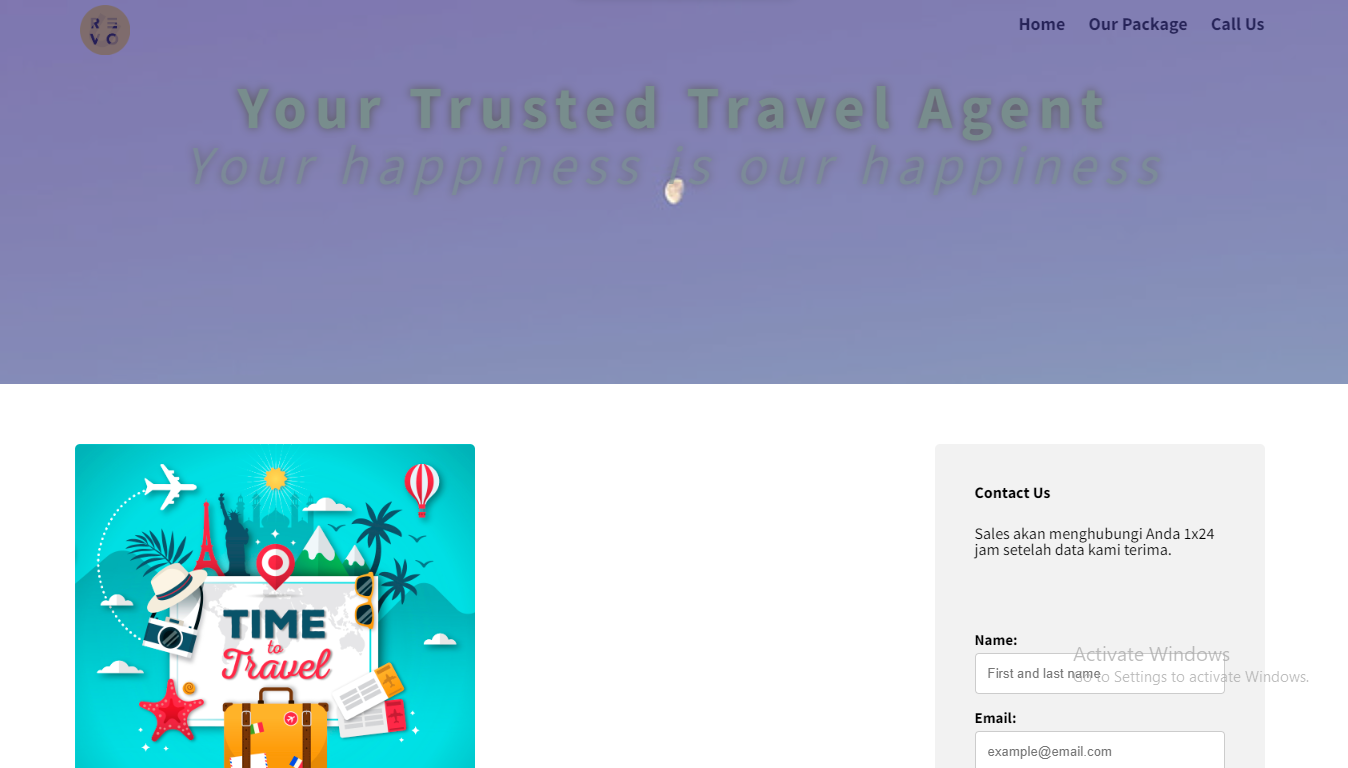 RE
VO
Home Our Package Call Us
Your Trusted Travel Agent
Your happiness is our happiness
TIME
to
Travel
Contact Us
Sales akan menghubungi Anda 1x24
jam setelah data kami terima.
Name:
First and last name
Activate Windows
Go to Settings to activate Windows.
Email:
example@email.com